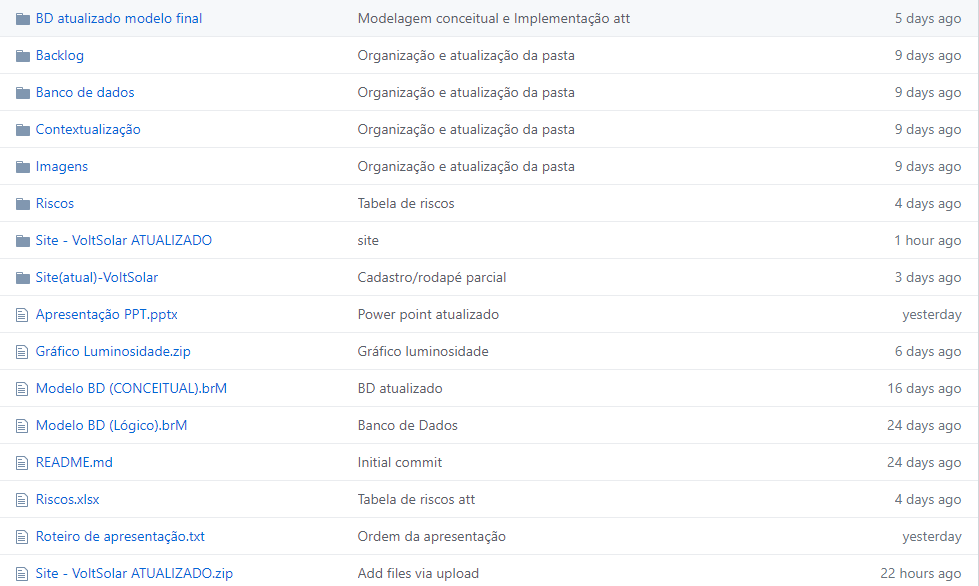 BD atualizado modelo final Modelagem conceitual e Implementação att 5 days ago
Backlog Organização e atualização da pasta 9 days ago
Banco de dados Organização e atualização da pasta 9 days ago
Contextualização Organização e atualização da pasta 9 days ago
Imagens Organização e atualização da pasta 9 days ago
Riscos Tabela de riscos 4 days ago
Site - VoltSolar ATUALIZADO site 1 hour ago
Site(atual)-VoltSolar Cadastro/rodapé parcial 3 days ago
Apresentação PPT.pptx Power point atualizado yesterday
Gráfico Luminosidade.zip Gráfico luminosidade 6 days ago
Modelo BD (CONCEITUAL).brM BD atualizado 16 days ago
Modelo BD (Lógico).brM Banco de Dados 24 days ago
README.md Initial commit 24 days ago
Riscos.xlsx Tabela de riscos att 4 days ago
Roteiro de apresentação.txt Ordem da apresentação yesterday
Site - VoltSolar ATUALIZADO.zip Add files via upload 22 hours ago